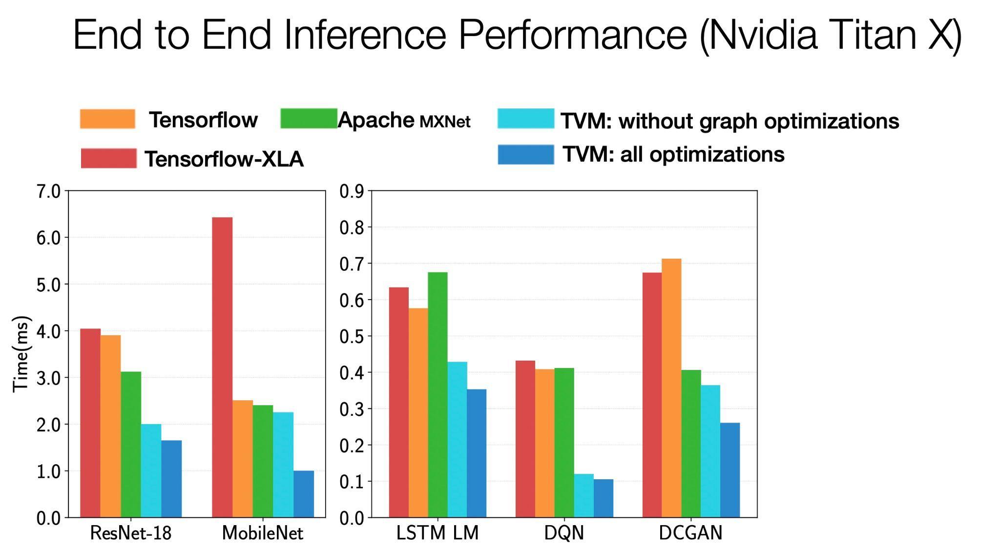 End to End Inference Performance (Nvidia Titan X)
Tensorflow
Apache MXNet
TVM: without graph optimizations
Tensorflow-XLA
TVM: all optimizations
Time(ms)
7.0
6.0
5.0
4.0
3.0
2.0
1.0
0.0
ResNet-18
MobileNet
0.9
0.8
0.7
0.6
0.5
0.4
0.3
0.2
0.1
0.0
LSTM LM
DQN
DCGAN